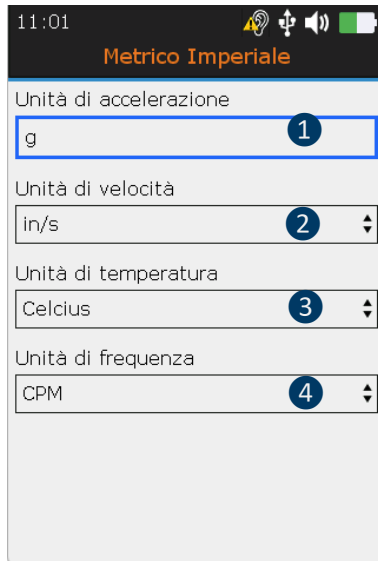 11:01
Metrico Imperiale
Unità di accelerazione
g
1
Unità di velocità
in/s
2
Unità di temperatura
Celcius
3
Unità di frequenza
CPM
4